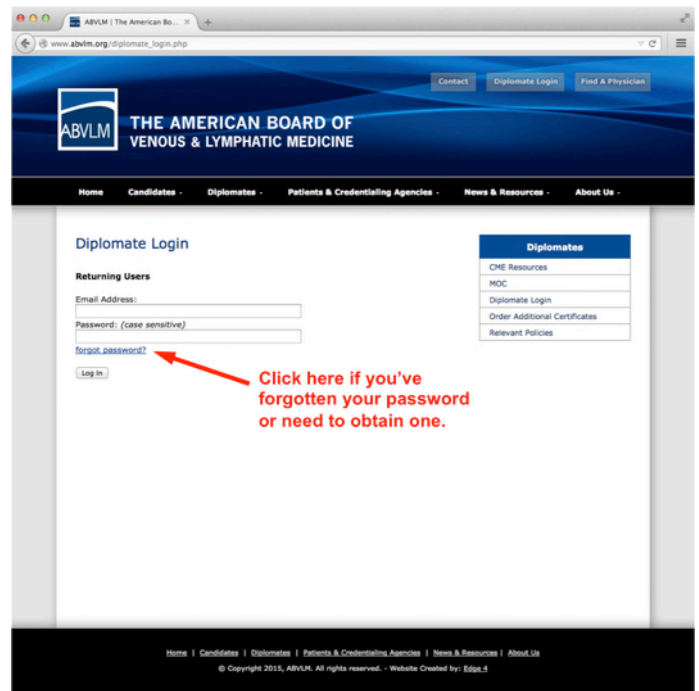 ABVLM | The American Bo... ×
www.abvlm.org/diplomate_login.php
Contact Diplomate Login Find A Physician
ABVLM
THE AMERICAN BOARD OF
VENOUS & LYMPHATIC MEDICINE
Home Candidates - Diplomates - Patients & Credentialing Agencies - News & Resources - About Us -
Diplomate Login
Returning Users
Email Address:
Password: (case sensitive)
forgot password?
Log In
Diplomates
CME Resources
MOC
Diplomate Login
Order Additional Certificates
Relevant Policies
Click here if you've
forgotten your password
or need to obtain one.
Home | Candidates | Diplomates | Patients & Credentialing Agencies | News & Resources | About Us
© Copyright 2015, ABVLM. All rights reserved. - Website Created by: Edge 4